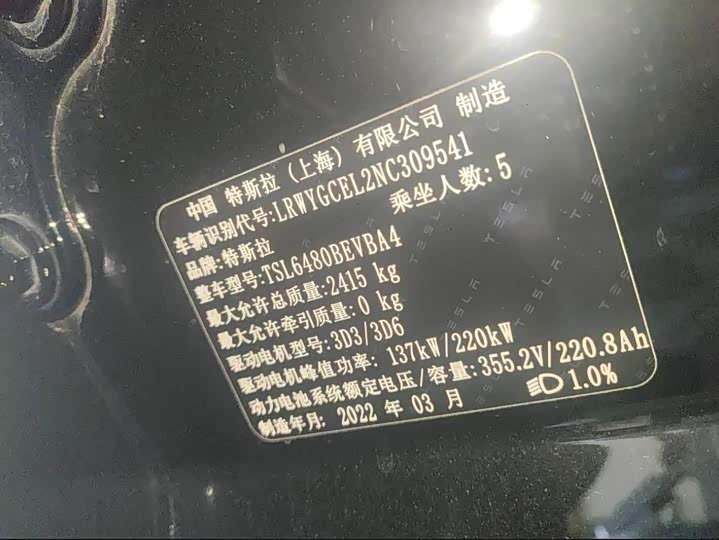 中国 特斯拉（上海）有限公司 制造
车辆识别代号:LRWYGCEL2NC309541
品牌:特斯拉 乘坐人数:5
整车型号:TSL6480BEVBA4
最大允许总质量:2415 kg
最大允许牵引质量:0 kg
驱动电机型号:3D3/3D6
驱动电机峰值功率: 137kW/220kW
动力电池系统额定电压/容量:355.2V/220.8Ah
制造年月: 2022 年 03 月 1.0%
TESLA TESLA TESLA